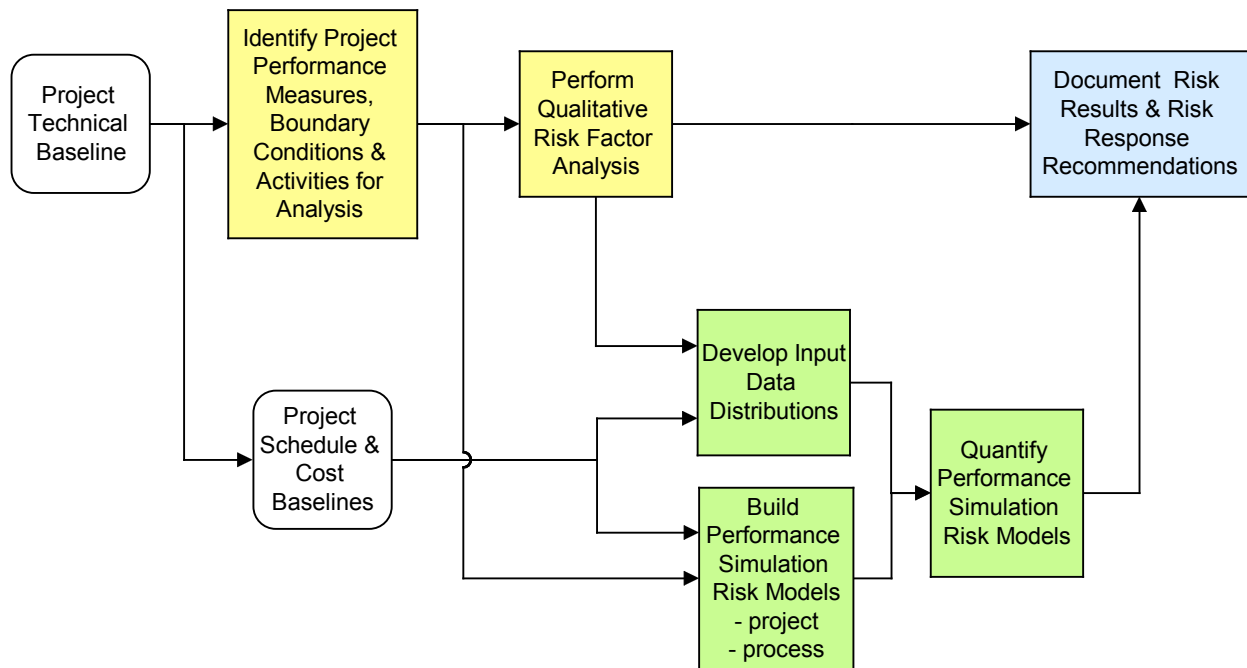 Project
Technical
Baseline
Identify Project
Performance
Measures,
Boundary
Conditions &
Activities for
Analysis
Perform
Qualitative
Risk Factor
Analysis
Document Risk
Results & Risk
Response
Recommendations
Project
Schedule &
Cost
Baselines
Develop Input
Data
Distributions
Build
Performance
Simulation
Risk Models
- project
- process
Quantify
Performance
Simulation
Risk Models